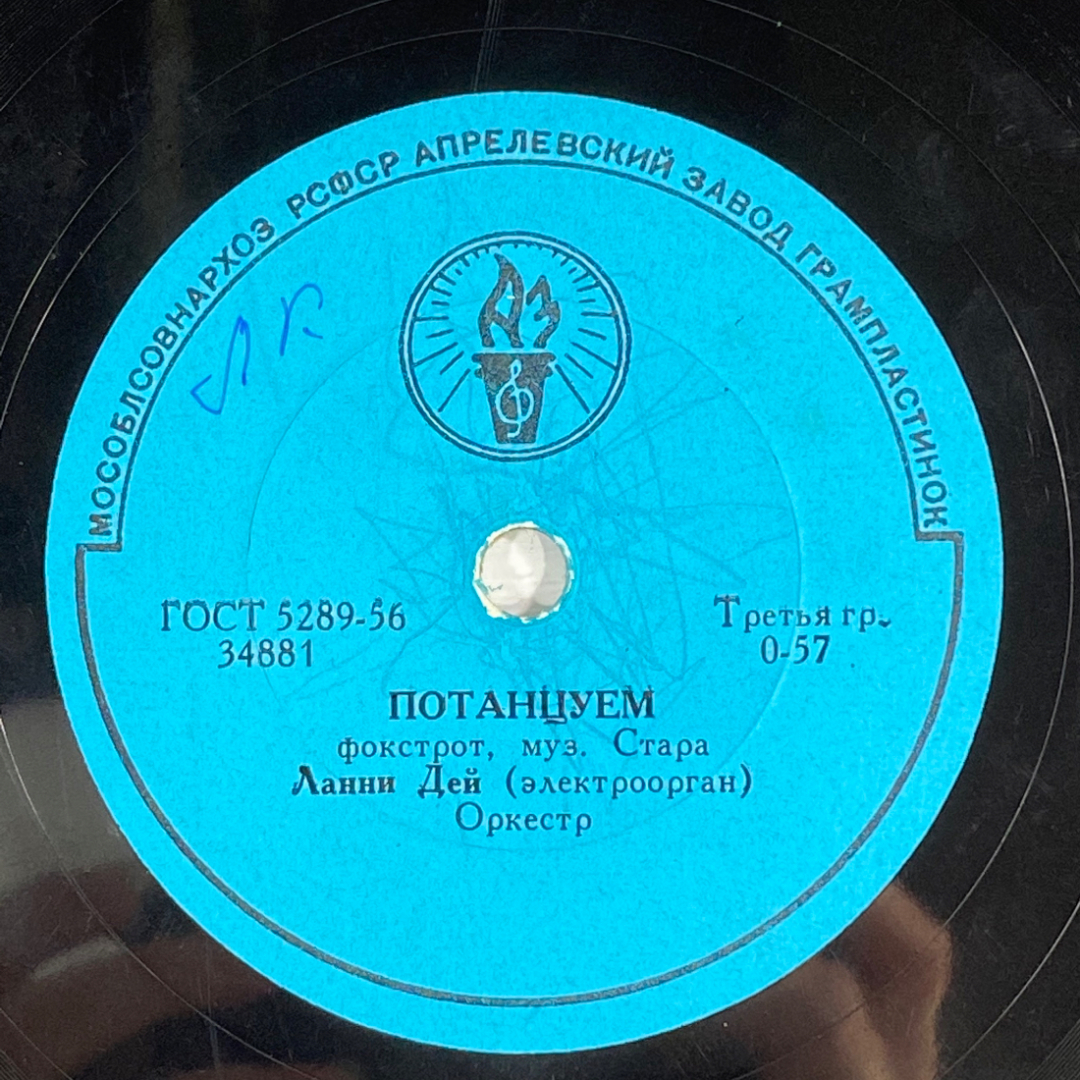 МОСОБЛСОВНАРХОЗ РСФСР АПРЕЛЕВСКИЙ ЗАВОД ГРАМПЛАСТИНОК
АЗ
ЛК
ГОСТ 5289-56
34881
Третья гр.
0-57
ПОТАНЦУЕМ
фокстрот, муз. Стара
Ланни Дей (электроорган)
Оркестр